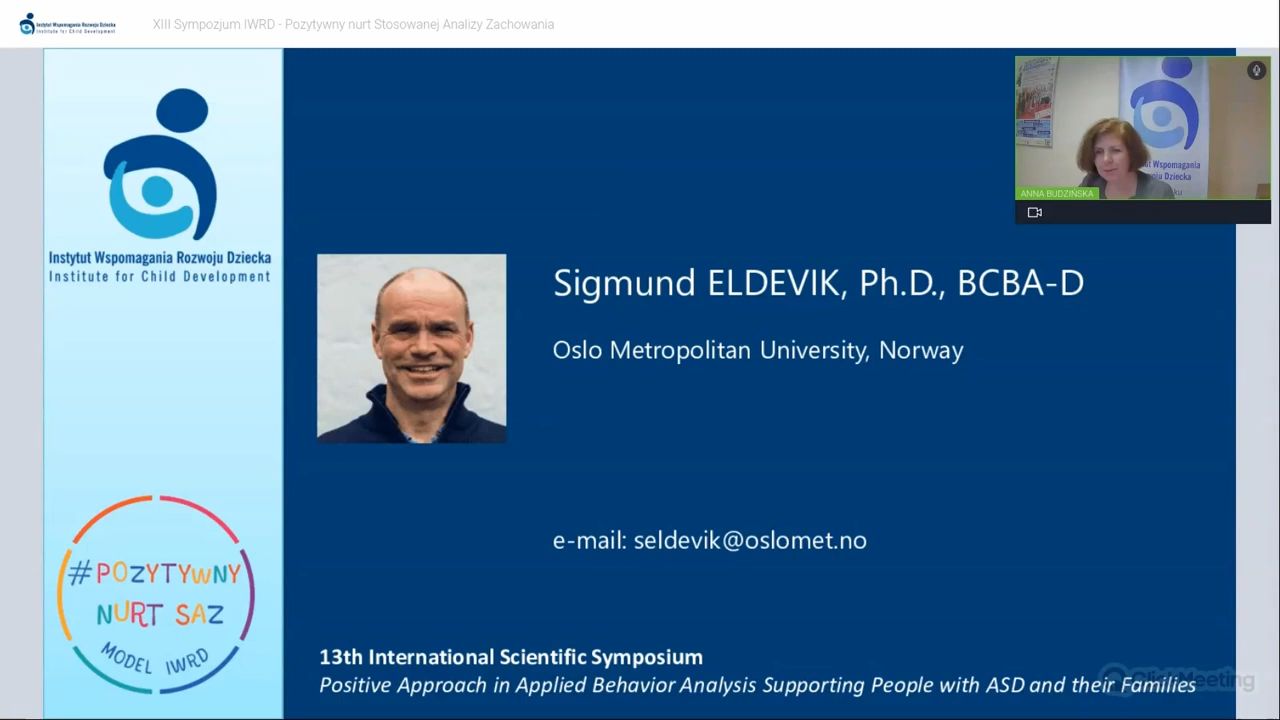 Instytut Wspomagania Rozwoju Dziecka
Institute for Child Development
XIII Sympozjum IWRD - Pozytywny nurt Stosowanej Analizy Zachowania
Instytut Wspomagania Rozwoju Dziecka
Institute for Child Development
Wspomagania
Dziecka
ANNA BUDZIŃSKA
Sigmund ELDEVIK, Ph.D., BCBA-D
Oslo Metropolitan University, Norway
e-mail: seldevik@oslomet.no
#POZYTYWNY
NURT SAZ
MODEL IWRD
13th International Scientific Symposium
Positive Approach in Applied Behavior Analysis Supporting People with ASD and their Families
ClickMeeting